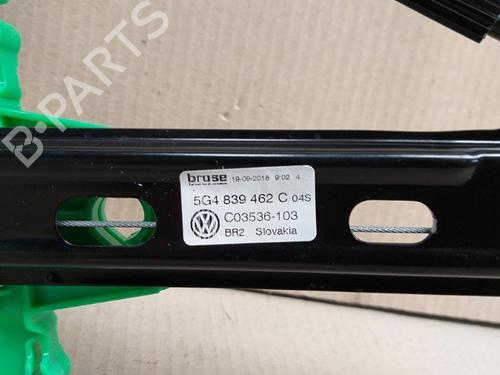 B-PARTS
brose 19-09-2018 9:02 4
5G4 839 462 C 04S
C03536-103
BR2 Slovakia